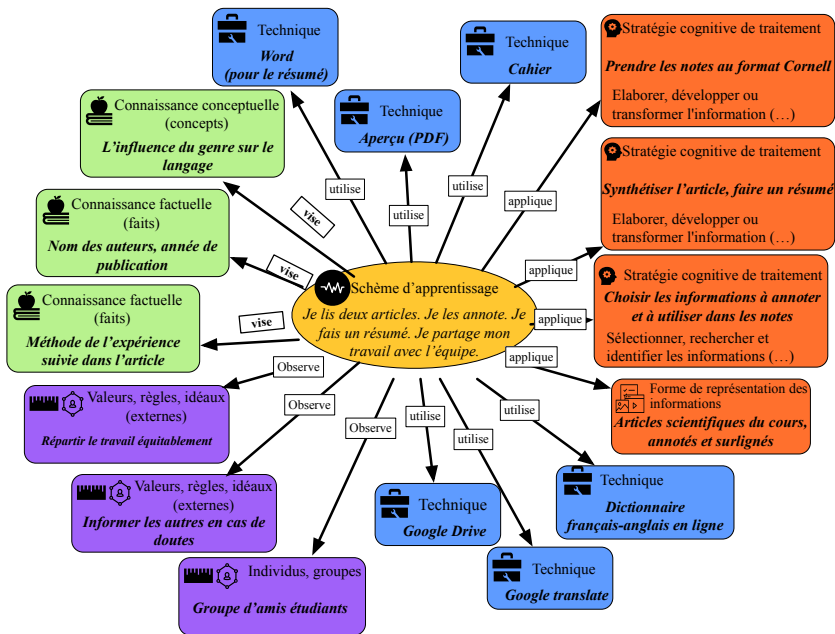 Technique
Word
(pour le résumé)
Technique
Cahier
Stratégie cognitive de traitement
Prendre les notes au format Cornell
Elaborer, développer ou
transformer l'information (…)
Connaissance conceptuelle
(concepts)
L'influence du genre sur le
langage
Technique
Aperçu (PDF)
Stratégie cognitive de traitement
Synthétiser l'article, faire un résumé
Elaborer, développer ou
transformer l'information (…)
utilise
utilise
utilise
applique
vise
Connaissance factuelle
(faits)
Nom des auteurs, année de
publication
vise
applique
Stratégie cognitive de traitement
Choisir les informations à annoter
et à utiliser dans les notes
Sélectionner, rechercher et
identifier les informations (…)
Connaissance factuelle
(faits)
Méthode de l'expérience
suivie dans l'article
vise
Schème d'apprentissage
Je lis deux articles. Je les annote. Je
fais un résumé. Je partage mon
travail avec l'équipe.
applique
applique
Observe
Valeurs, règles, idéaux
(externes)
Répartir le travail équitablement
Observe
Observe
utilise
utilise
utilise
Forme de représentation des
informations
Articles scientifiques du cours,
annotés et surlignés
Valeurs, règles, idéaux
(externes)
Informer les autres en cas de
doutes
Technique
Google Drive
Technique
Dictionnaire
français-anglais en ligne
Individus, groupes
Groupe d'amis étudiants
Technique
Google translate